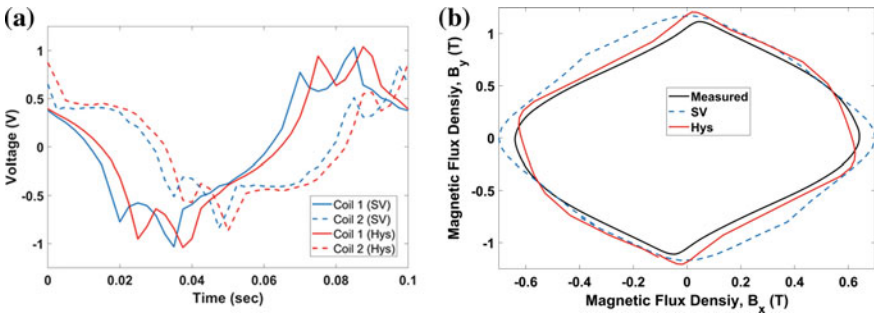 (a)
Voltage (V)
1
0.5
0
-0.5
-1
0
0.02
0.04
0.06
0.08
0.1
Time (sec)
Coil 1 (SV)
Coil 2 (SV)
Coil 1 (Hys)
Coil 2 (Hys)
(b)
Magnetic Flux Densiy, By (T)
1
0.5
0
-0.5
-1
-0.6
-0.4
-0.2
0
0.2
0.4
0.6
Magnetic Flux Densiy, Bx (T)
Measured
SV
Hys